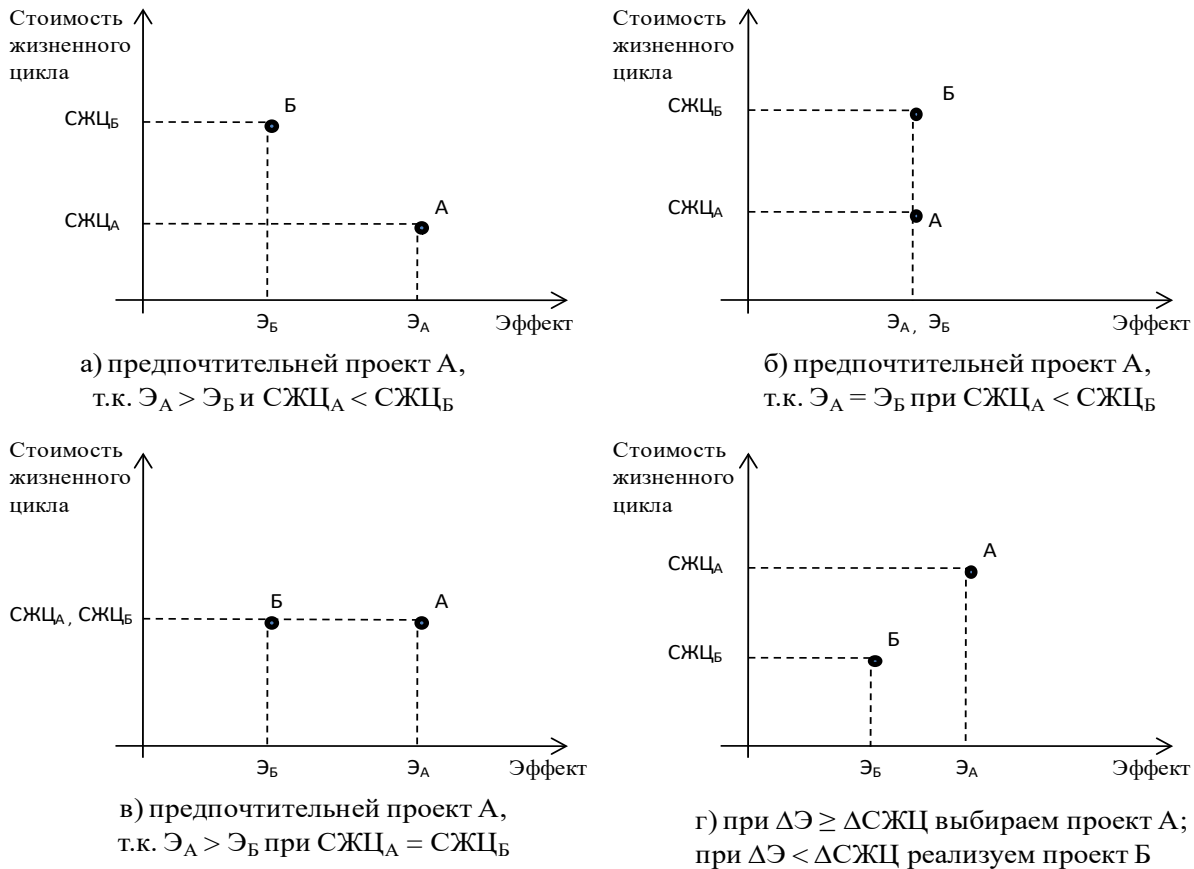 Стоимость
жизненного
цикла
СЖЦБ
Б
СЖЦА
А
ЭБ
ЭА
Эффект
а) предпочтительней проект А,
т.к. ЭА > ЭБ и СЖЦА < СЖЦБ
Стоимость
жизненного
цикла
СЖЦБ
Б
СЖЦА
А
ЭА , ЭБ
Эффект
б) предпочтительней проект А,
т.к. ЭА = ЭБ при СЖЦА < СЖЦБ
Стоимость
жизненного
цикла
СЖЦА , СЖЦБ
Б
А
ЭБ
ЭА
Эффект
в) предпочтительней проект А,
т.к. ЭА > ЭБ при СЖЦА = СЖЦБ
Стоимость
жизненного
цикла
СЖЦА
А
СЖЦБ
Б
ЭБ
ЭА
Эффект
г) при ΔЭ ≥ ΔСЖЦ выбираем проект А;
при ΔЭ < ΔСЖЦ реализуем проект Б